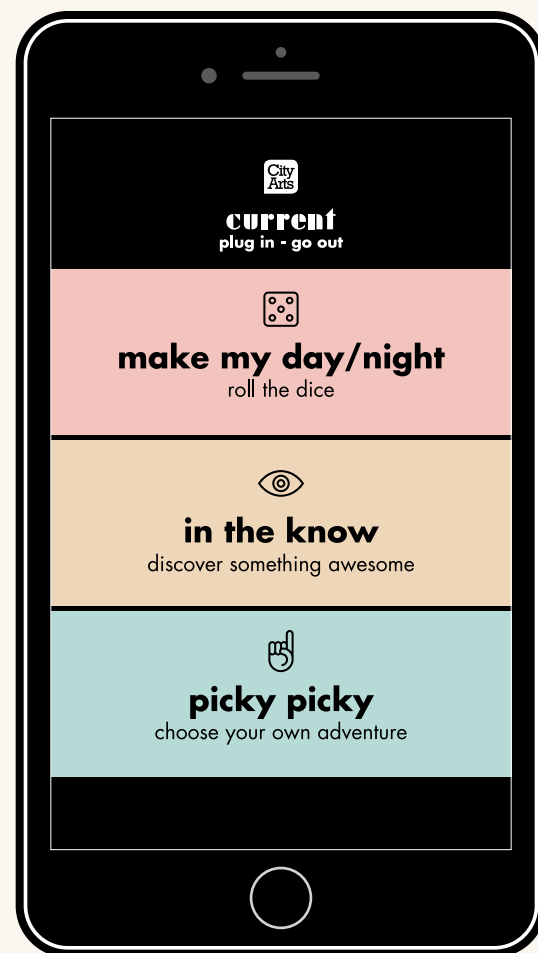 City
Arts
current
plug in - go out
make my day/night
roll the dice
in the know
discover something awesome
picky picky
choose your own adventure